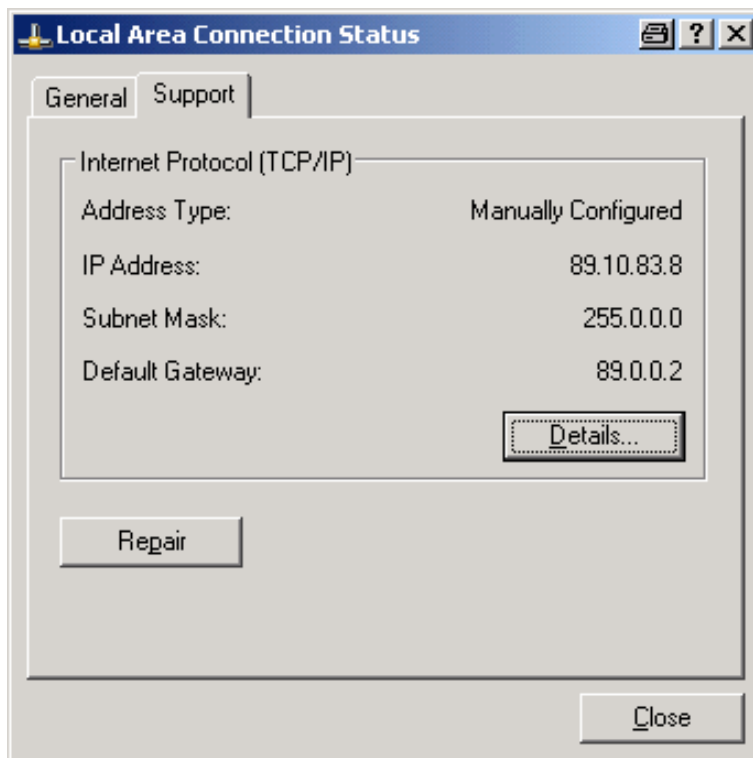 Local Area Connection Status
General
Support
Internet Protocol (TCP/IP)
Address Type: Manually Configured
IP Address: 89.10.83.8
Subnet Mask: 255.0.0.0
Default Gateway: 89.0.0.2
Details...
Repair
Close